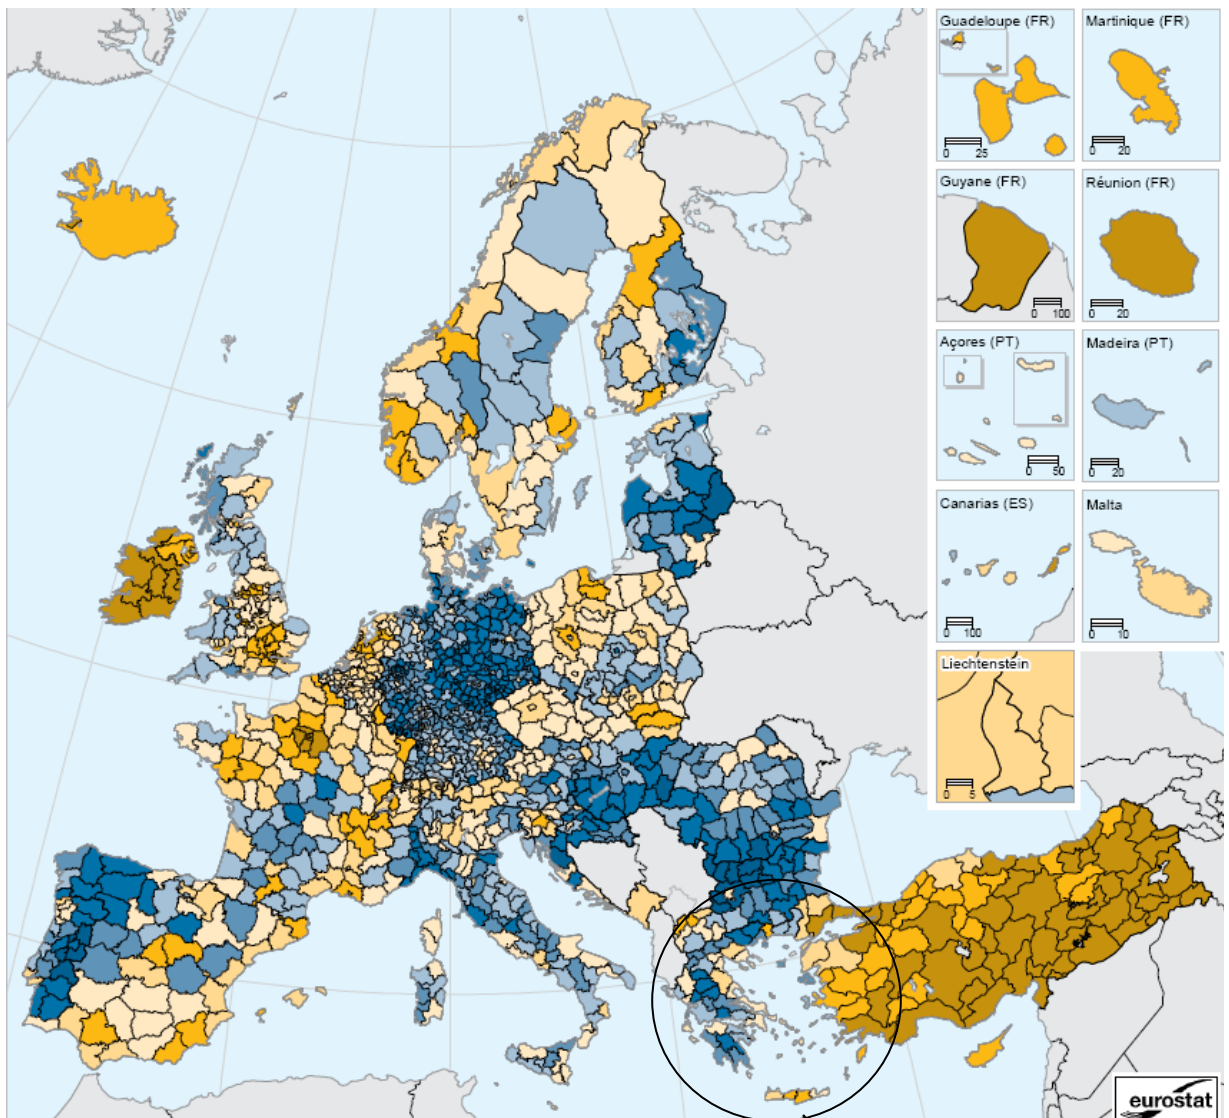 Guadeloupe (FR)
0 25
Martinique (FR)
0 20
Guyane (FR)
0 100
Réunion (FR)
0 20
Açores (PT)
0 50
Madeira (PT)
0 20
Canarias (ES)
0 100
Malta
0 10
Liechtenstein
0 5
eurostat